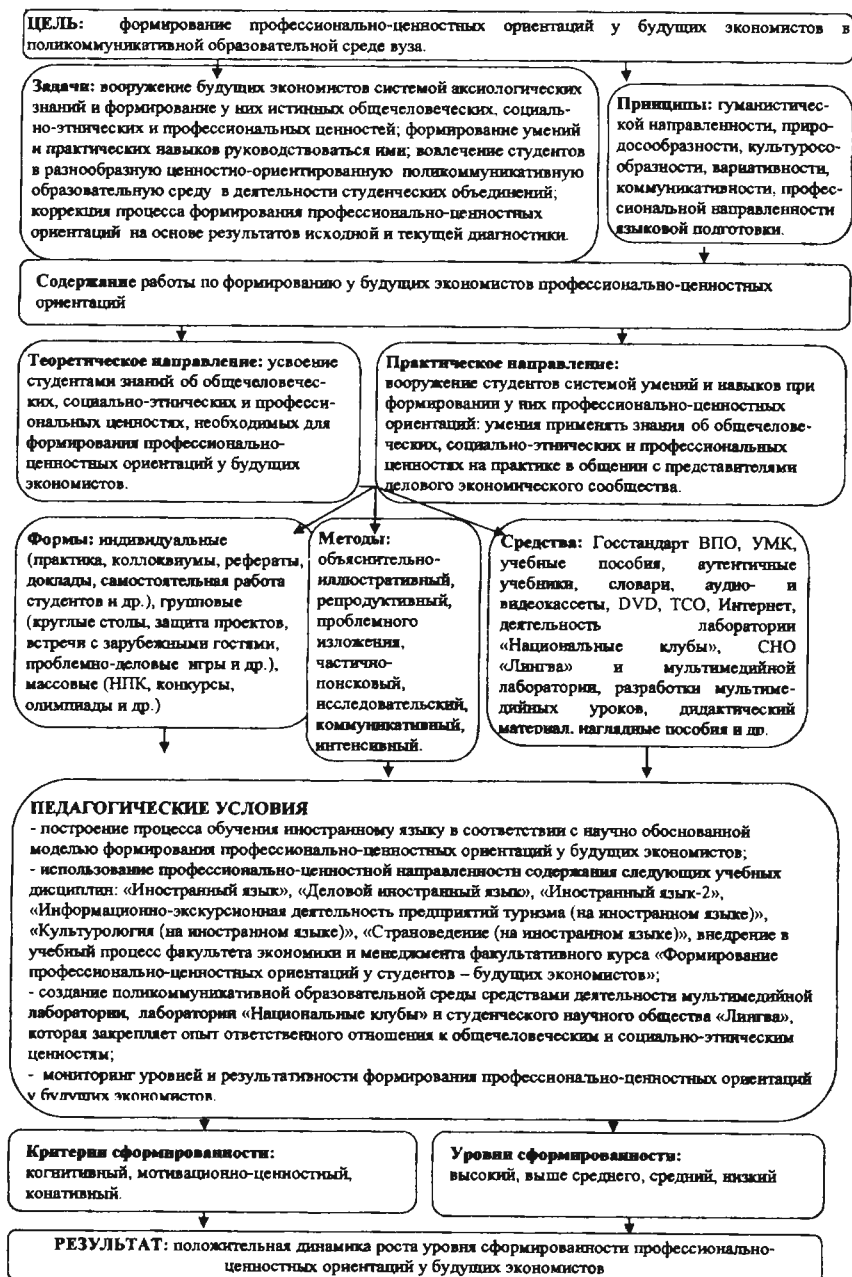 ЦЕЛЬ: формирование профессионально-ценностных ориентаций у будущих экономистов в
поликоммуникативной образовательной среде вуза.
Задачи: вооружение будущих экономистов системой аксиологических
знаний и формирование у них истинных общечеловеческих, социаль-
но-этнических и профессиональных ценностей; формирование умений
и практических навыков руководствоваться ими; вовлечение студентов
в разнообразную ценностно-ориентированную поликоммуникативную
образовательную среду в деятельности студенческих объединений;
коррекция процесса формирования профессионально-ценностных
ориентаций на основе результатов исходной и текущей диагностики.
Принципы: гуманистичес-
кой направленности, приро-
досообразности, культуросо-
образности, вариативности,
коммуникативности, профес-
сиональной направленности
языковой подготовки.
Содержание работы по формированию у будущих экономистов профессионально-ценностных
ориентаций
Теоретическое направление: усвоение
студентами знаний об общечеловечес-
ких, социально-этнических и професси-
ональных ценностях, необходимых для
формирования профессионально-
ценностных ориентаций у будущих
экономистов.
Практическое направление:
вооружение студентов системой умений и навыков при
формировании у них профессионально-ценностных
ориентаций: умения применять знания об общечелове-
ческих, социально-этнических и профессиональных
ценностях на практике в общении с представителями
делового экономического сообщества.
Формы: индивидуальные
(практика, коллоквиумы, рефераты,
доклады, самостоятельная работа
студентов и др.), групповые
(круглые столы, защита проектов,
встречи с зарубежными гостями,
проблемно-деловые игры и др.),
массовые (НПК, конкурсы,
олимпиады и др.)
Методы:
объяснительно-
иллюстративный,
репродуктивный,
проблемного
изложения,
частично-
поисковый,
исследовательский,
коммуникативный,
интенсивный.
Средства: Госстандарт ВПО, УМК,
учебные пособия, аутентичные
учебники, словари, аудио- и
видеокассеты, DVD, ТСО, Интернет,
деятельность лаборатории
«Национальные клубы», СНО
«Лингва» и мультимедийной
лаборатории, разработки мультиме-
дийных уроков, дидактический
материал, наглядные пособия и др.
ПЕДАГОГИЧЕСКИЕ УСЛОВИЯ
- построение процесса обучения иностранному языку в соответствии с научно обоснованной
моделью формирования профессионально-ценностных ориентаций у будущих экономистов;
- использование профессионально-ценностной направленности содержания следующих учебных
дисциплин: «Иностранный язык», «Деловой иностранный язык», «Иностранный язык-2»,
«Информационно-экскурсионная деятельность предприятий туризма (на иностранном языке)»,
«Культурология (на иностранном языке)», «Страноведение (на иностранном языке)», внедрение в
учебный процесс факультета экономики и менеджмента факультативного курса «Формирование
профессионально-ценностных ориентаций у студентов – будущих экономистов»;
- создание поликоммуникативной образовательной среды средствами деятельности мультимедийной
лаборатории, лаборатории «Национальные клубы» и студенческого научного общества «Лингва»,
которая закрепляет опыт ответственного отношения к общечеловеческим и социально-этническим
ценностям;
- мониторинг уровней и результативности формирования профессионально-ценностных ориентаций
у будущих экономистов.
Критерии сформированности:
когнитивный, мотивационно-ценностный,
конативный.
Уровни сформированности:
высокий, выше среднего, средний, низкий
РЕЗУЛЬТАТ: положительная динамика роста уровня сформированности профессионально-
ценностных ориентаций у будущих экономистов